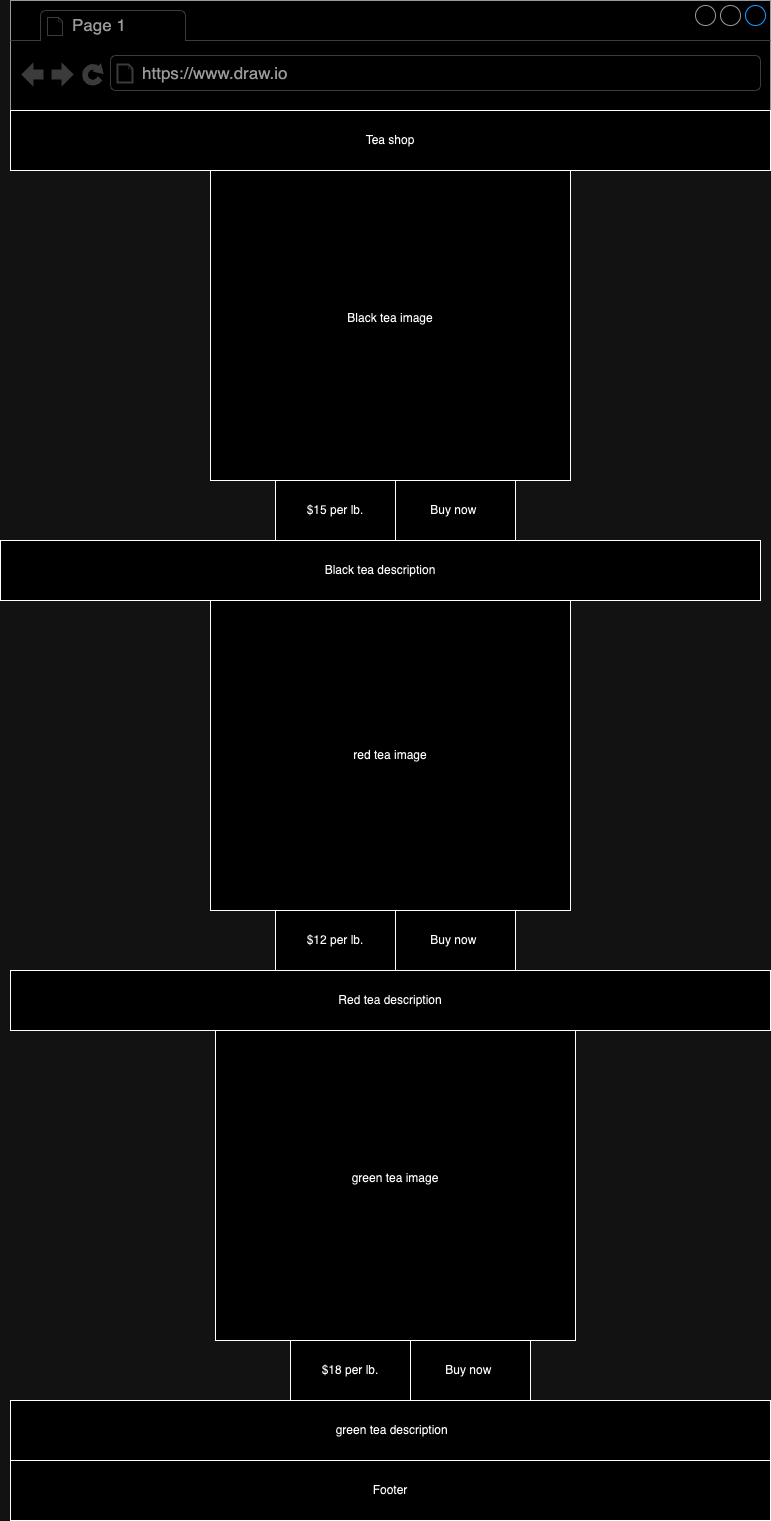 Page 1
https://www.draw.io
Tea shop
Black tea image
$15 per lb.
Buy now
Black tea description
red tea image
$12 per lb.
Buy now
Red tea description
green tea image
$18 per lb.
Buy now
green tea description
Footer